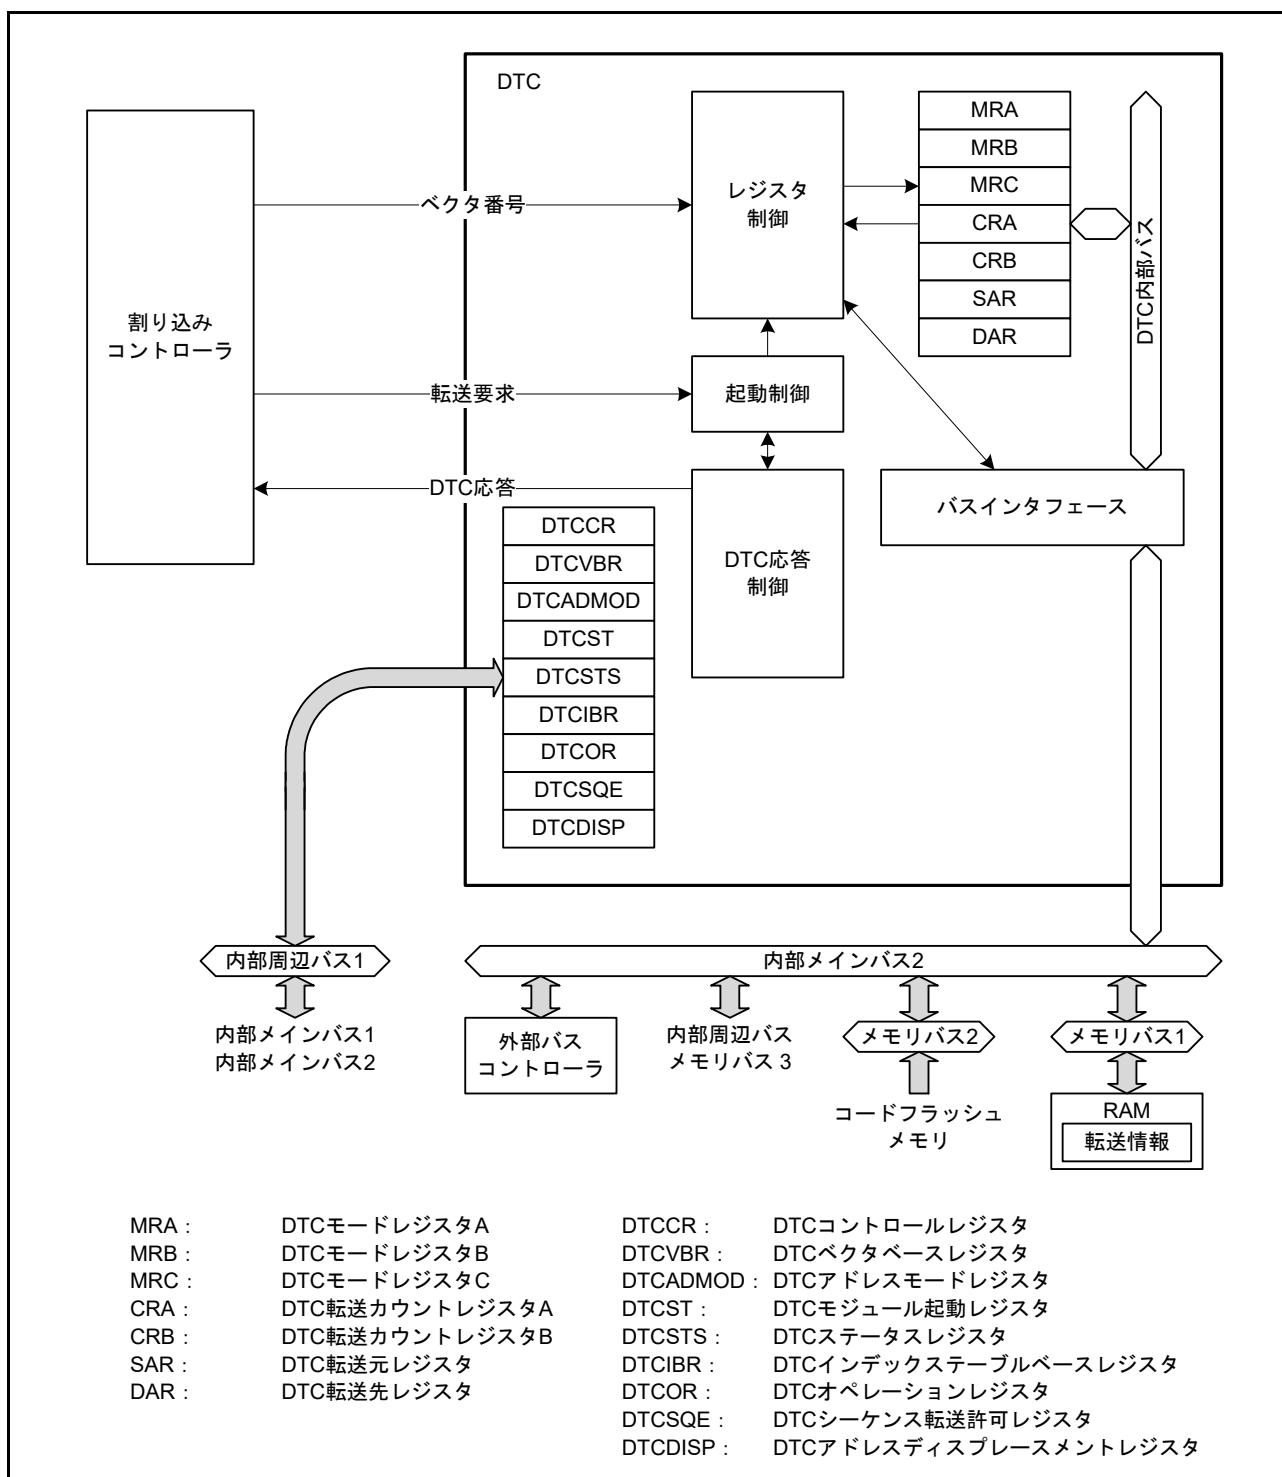 DTC
MRA
MRB
MRC
CRA
CRB
SAR
DAR
レジスタ
制御
ベクタ番号
DTC内部バス
割り込み
コントローラ
転送要求
起動制御
DTC応答
バスインタフェース
DTC応答
制御
DTCCR
DTCVBR
DTCADMOD
DTCST
DTCSTS
DTCIBR
DTCOR
DTCSQE
DTCDISP
内部周辺バス1
内部メインバス2
内部メインバス1
内部メインバス2
外部バス
コントローラ
内部周辺バス
メモリバス 3
メモリバス2
メモリバス1
コードフラッシュ
メモリ
RAM
転送情報
MRA : DTCモードレジスタA
MRB : DTCモードレジスタB
MRC : DTCモードレジスタC
CRA : DTC転送カウントレジスタA
CRB : DTC転送カウントレジスタB
SAR : DTC転送元レジスタ
DAR : DTC転送先レジスタ
DTCCR : DTCコントロールレジスタ
DTCVBR : DTCベクタベースレジスタ
DTCADMOD : DTCアドレスモードレジスタ
DTCST : DTCモジュール起動レジスタ
DTCSTS : DTCステータスレジスタ
DTCIBR : DTCインデックステーブルベースレジスタ
DTCOR : DTCオペレーションレジスタ
DTCSQE : DTCシーケンス転送許可レジスタ
DTCDISP : DTCアドレスディスプレースメントレジスタ